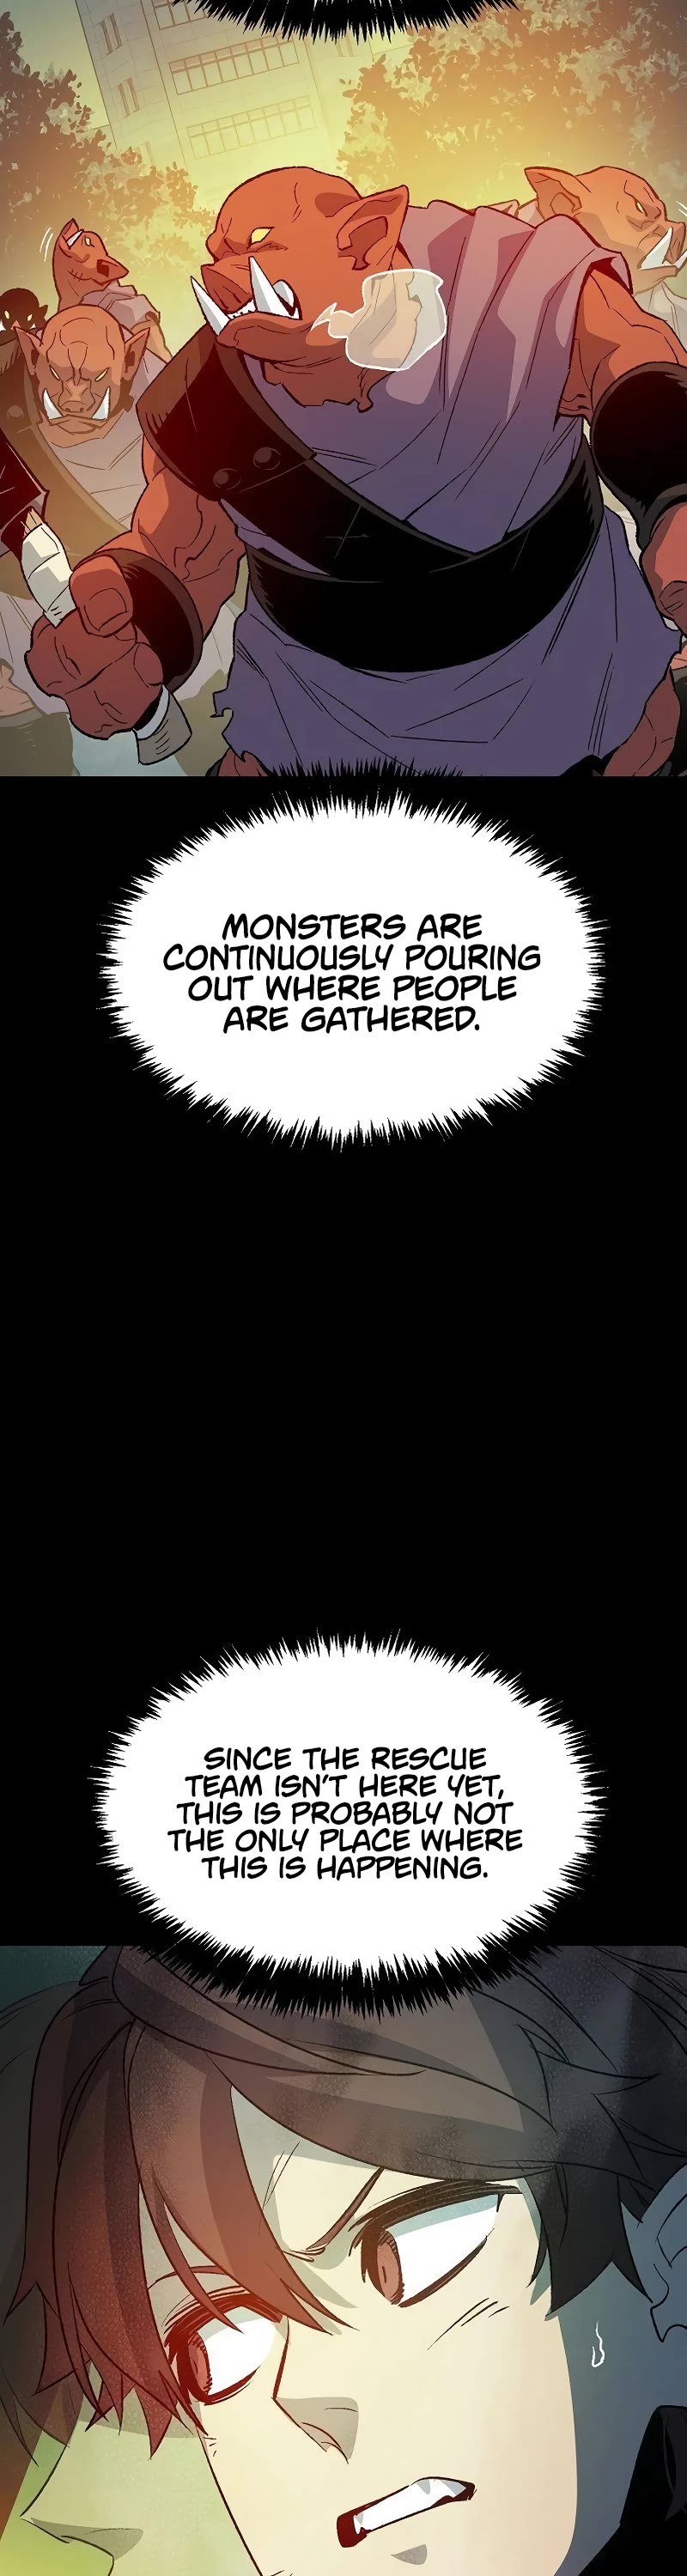 MONSTERS ARE
CONTINUOUSLY POURING
OUT WHERE PEOPLE
ARE GATHERED.
SINCE THE RESCUE
TEAM ISN'T HERE YET,
THIS IS PROBABLY NOT
THE ONLY PLACE WHERE
THIS IS HAPPENING.